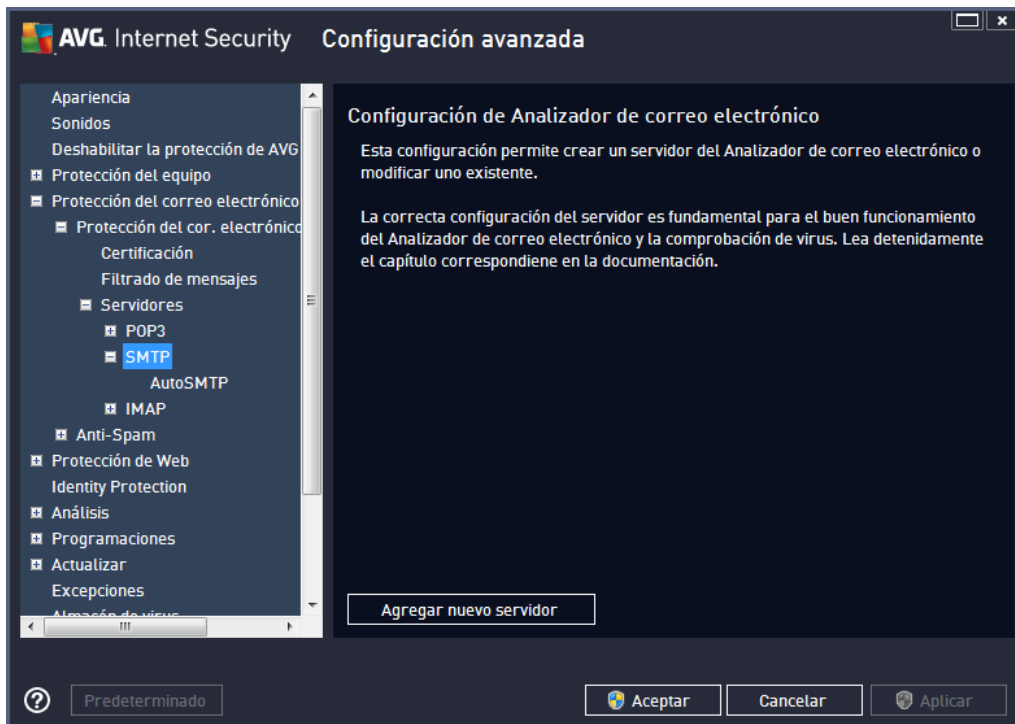 AVG. Internet Security Configuración avanzada
Apariencia
Sonidos
Deshabilitar la protección de AVG
Protección del equipo
Protección del correo electrónico
Protección del cor. electrónic
Certificación
Filtrado de mensajes
Servidores
POP3
SMTP
AutoSMTP
IMAP
Anti-Spam
Protección de Web
Identity Protection
Análisis
Programaciones
Actualizar
Excepciones
Almacén de virus
Configuración de Analizador de correo electrónico
Esta configuración permite crear un servidor del Analizador de correo electrónico o
modificar uno existente.
La correcta configuración del servidor es fundamental para el buen funcionamiento
del Analizador de correo electrónico y la comprobación de virus. Lea detenidamente
el capítulo correspondiene en la documentación.
Agregar nuevo servidor
Predeterminado
Aceptar
Cancelar
Aplicar